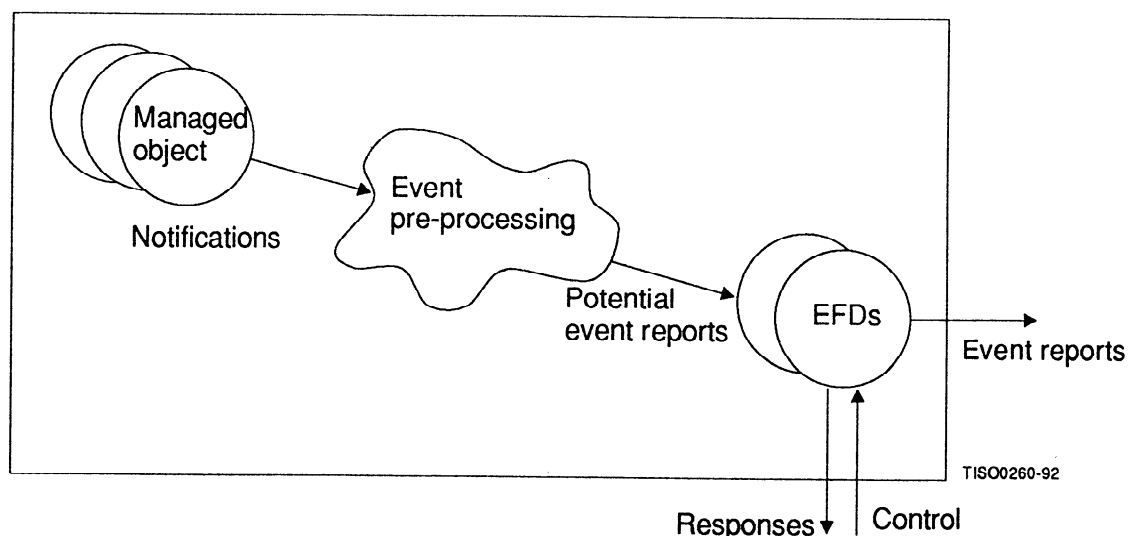 Managed
object
Notifications
Event
pre-processing
Potential
event reports
EFDs
Event reports
TISO0260-92
Responses
Control